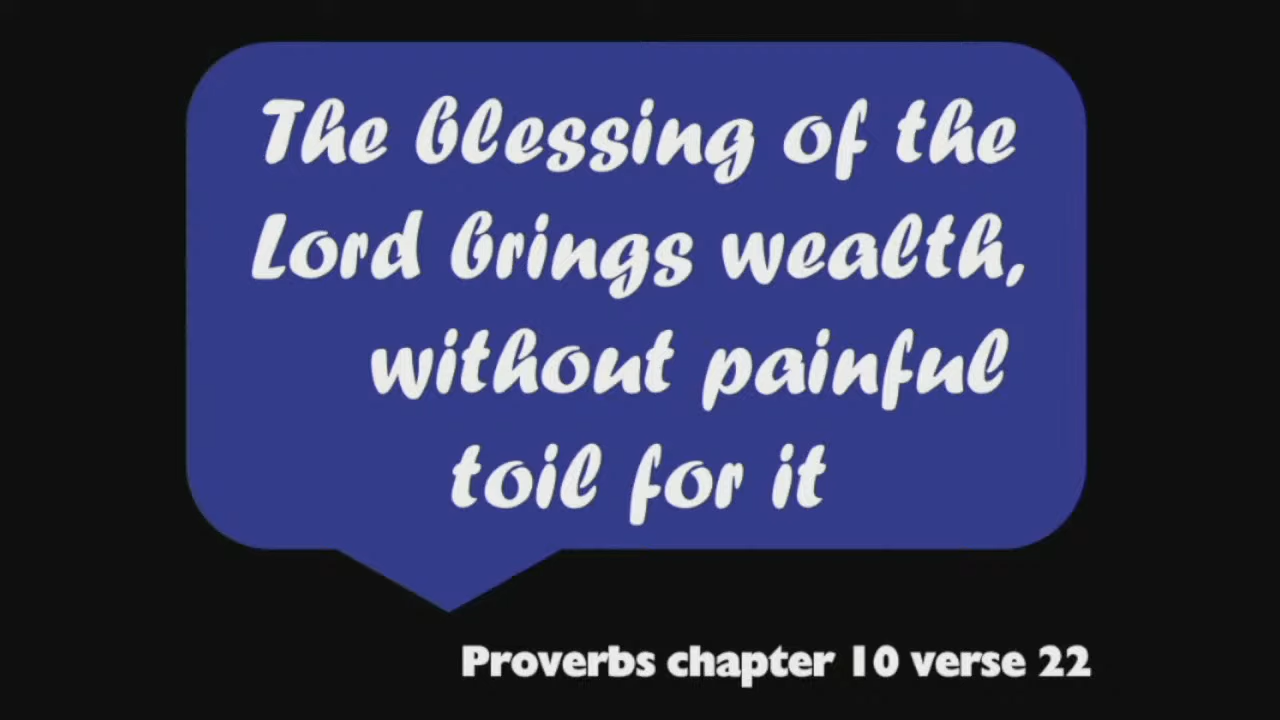 The blessing of the
Lord brings wealth,
without painful
toil for it
Proverbs chapter 10 verse 22